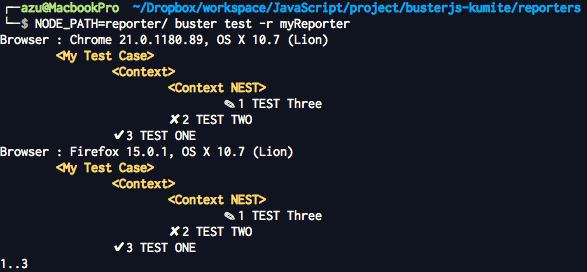 azu@MacbookPro ~/Dropbox/workspace/JavaScript/project/busterjs-kumite/reporters
$ NODE_PATH=reporter/ buster test -r myReporter
Browser : Chrome 21.0.1180.89, OS X 10.7 (Lion)
<My Test Case>
<Context>
<Context NEST>
✎1 TEST Three
✘2 TEST TWO
✔3 TEST ONE
Browser : Firefox 15.0.1, OS X 10.7 (Lion)
<My Test Case>
<Context>
<Context NEST>
✎1 TEST Three
✘2 TEST TWO
✔3 TEST ONE
1..3